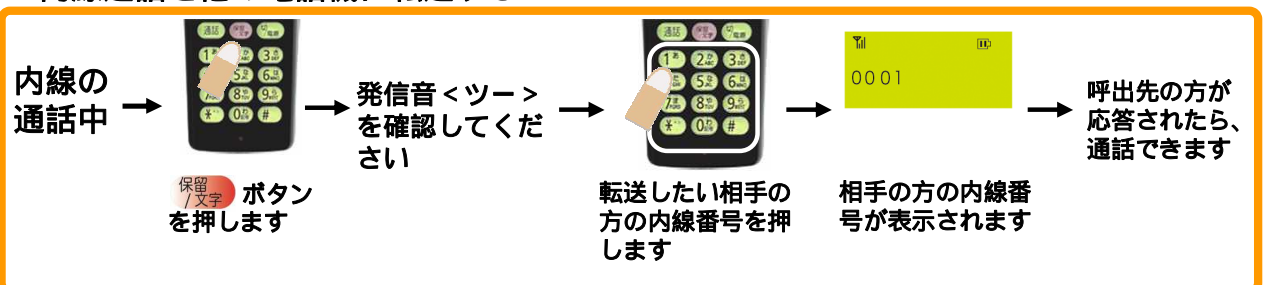 内線の
通話中
発信音<ツー>
を確認してくだ
さい
保留
/文字 ボタン
を押します
転送したい相手の
方の内線番号を押
します
0001
相手の方の内線番
号が表示されます
呼出先の方が
応答されたら、
通話できます